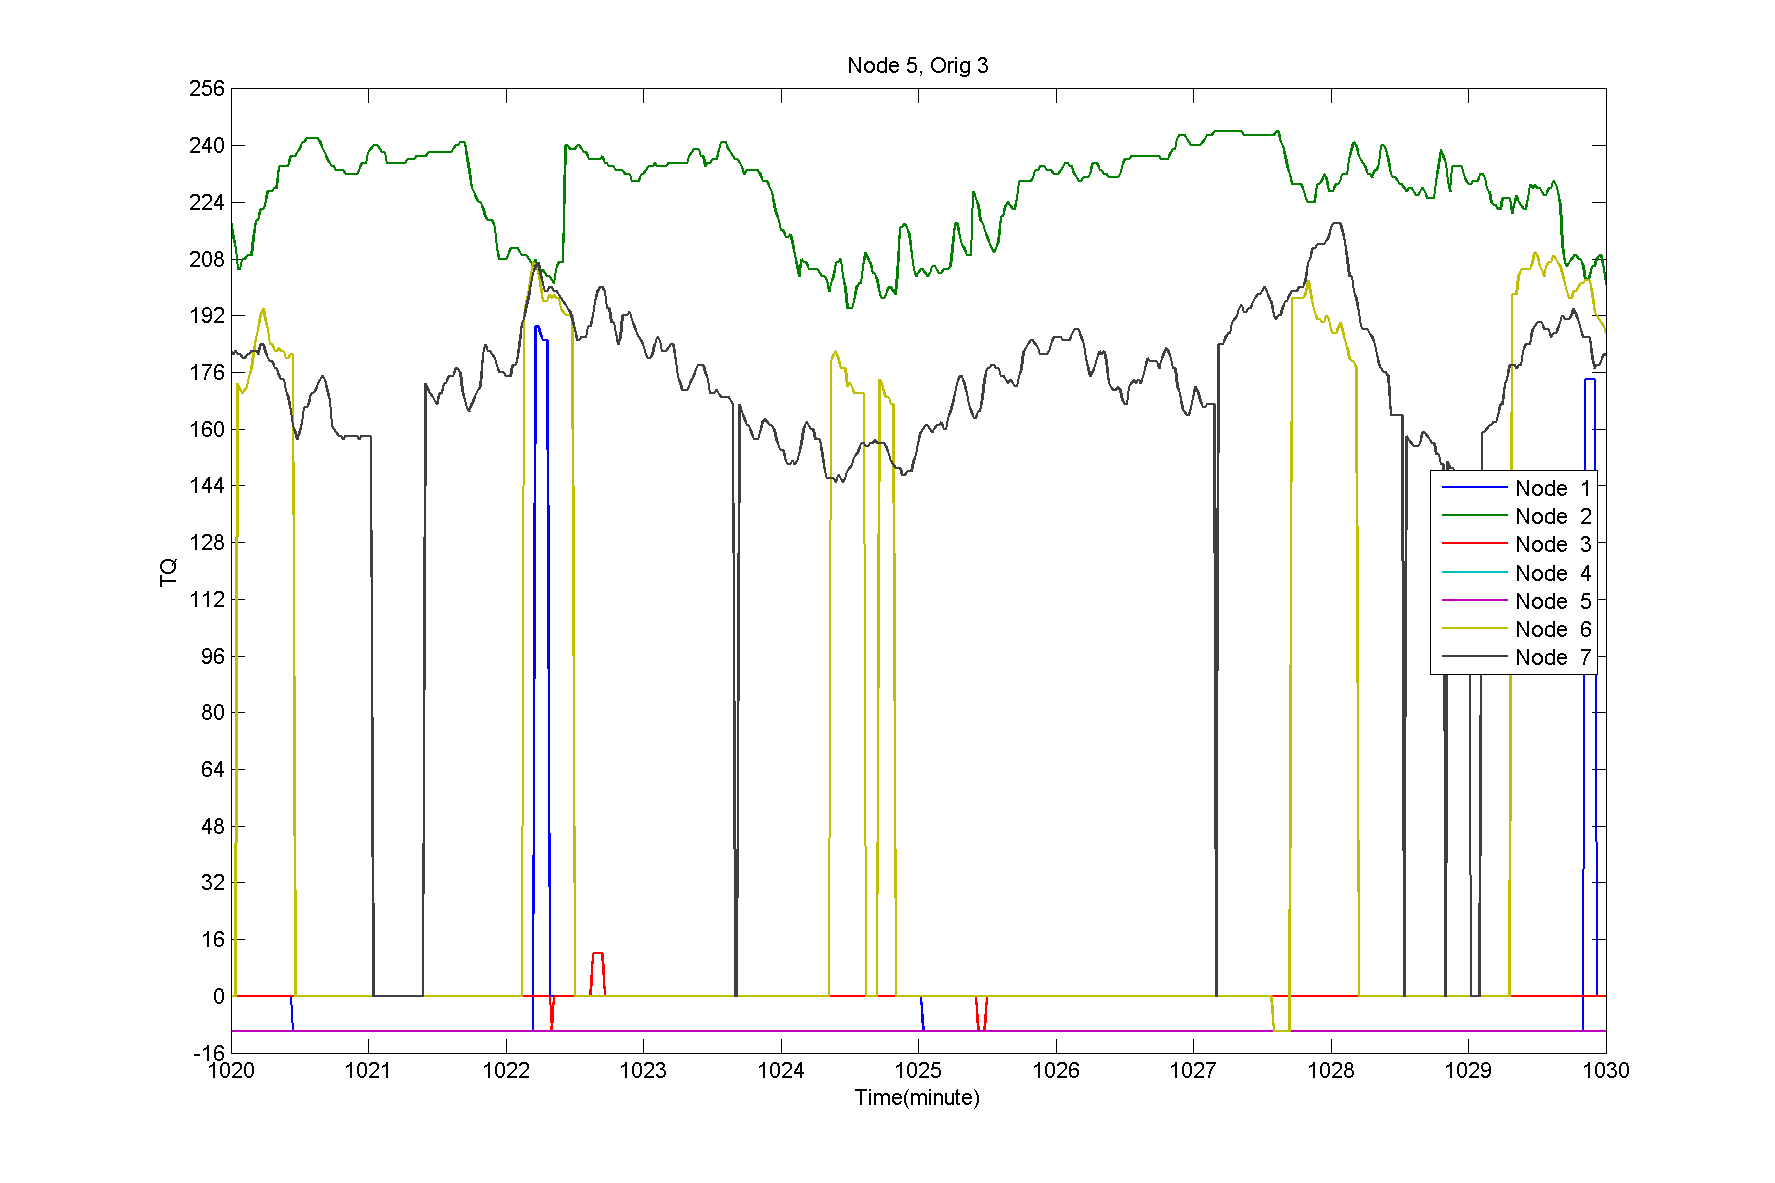 Node 5, Orig 3
256
240
224
208
192
176
160
144
128
112
96
80
64
48
32
16
0
-16
TQ
Node 1
Node 2
Node 3
Node 4
Node 5
Node 6
Node 7
1020 1021 1022 1023 1024 1025 1026 1027 1028 1029 1030
Time(minute)